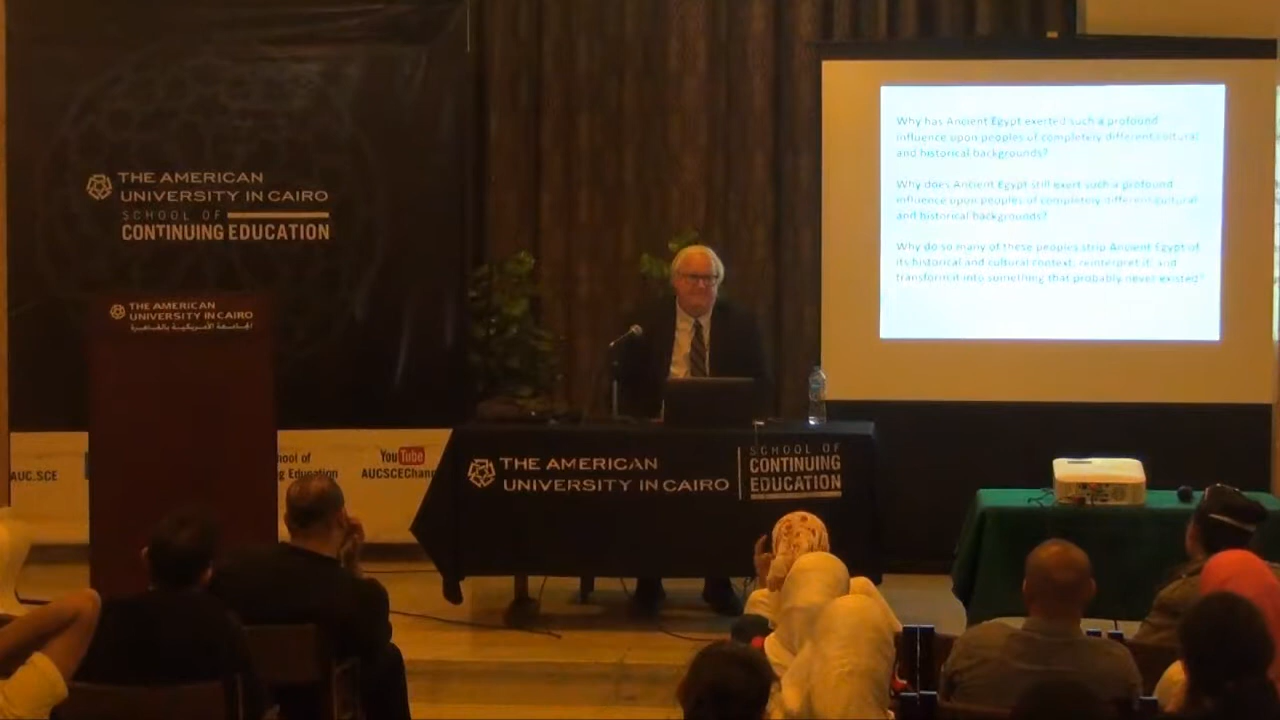 THE AMERICAN
UNIVERSITY IN CAIRO
SCHOOL OF
CONTINUING EDUCATION
THE AMERICAN
UNIVERSITY IN CAIRO
الجامعة الأمريكية بالقاهرة
AUC.SCE
hool of
g Education
YouTube
AUCSCEChan
THE AMERICAN
UNIVERSITY IN CAIRO
SCHOOL OF
CONTINUING
EDUCATION
Why has Ancient Egypt exerted such a profound
influence upon peoples of completely different cultural
and historical backgrounds?
Why does Ancient Egypt still exert such a profound
influence upon peoples of completely different cultural
and historical backgrounds?
Why do so many of these peoples strip Ancient Egypt of
its historical and cultural context, reinterpret it, and
transform it into something that probably never existed?